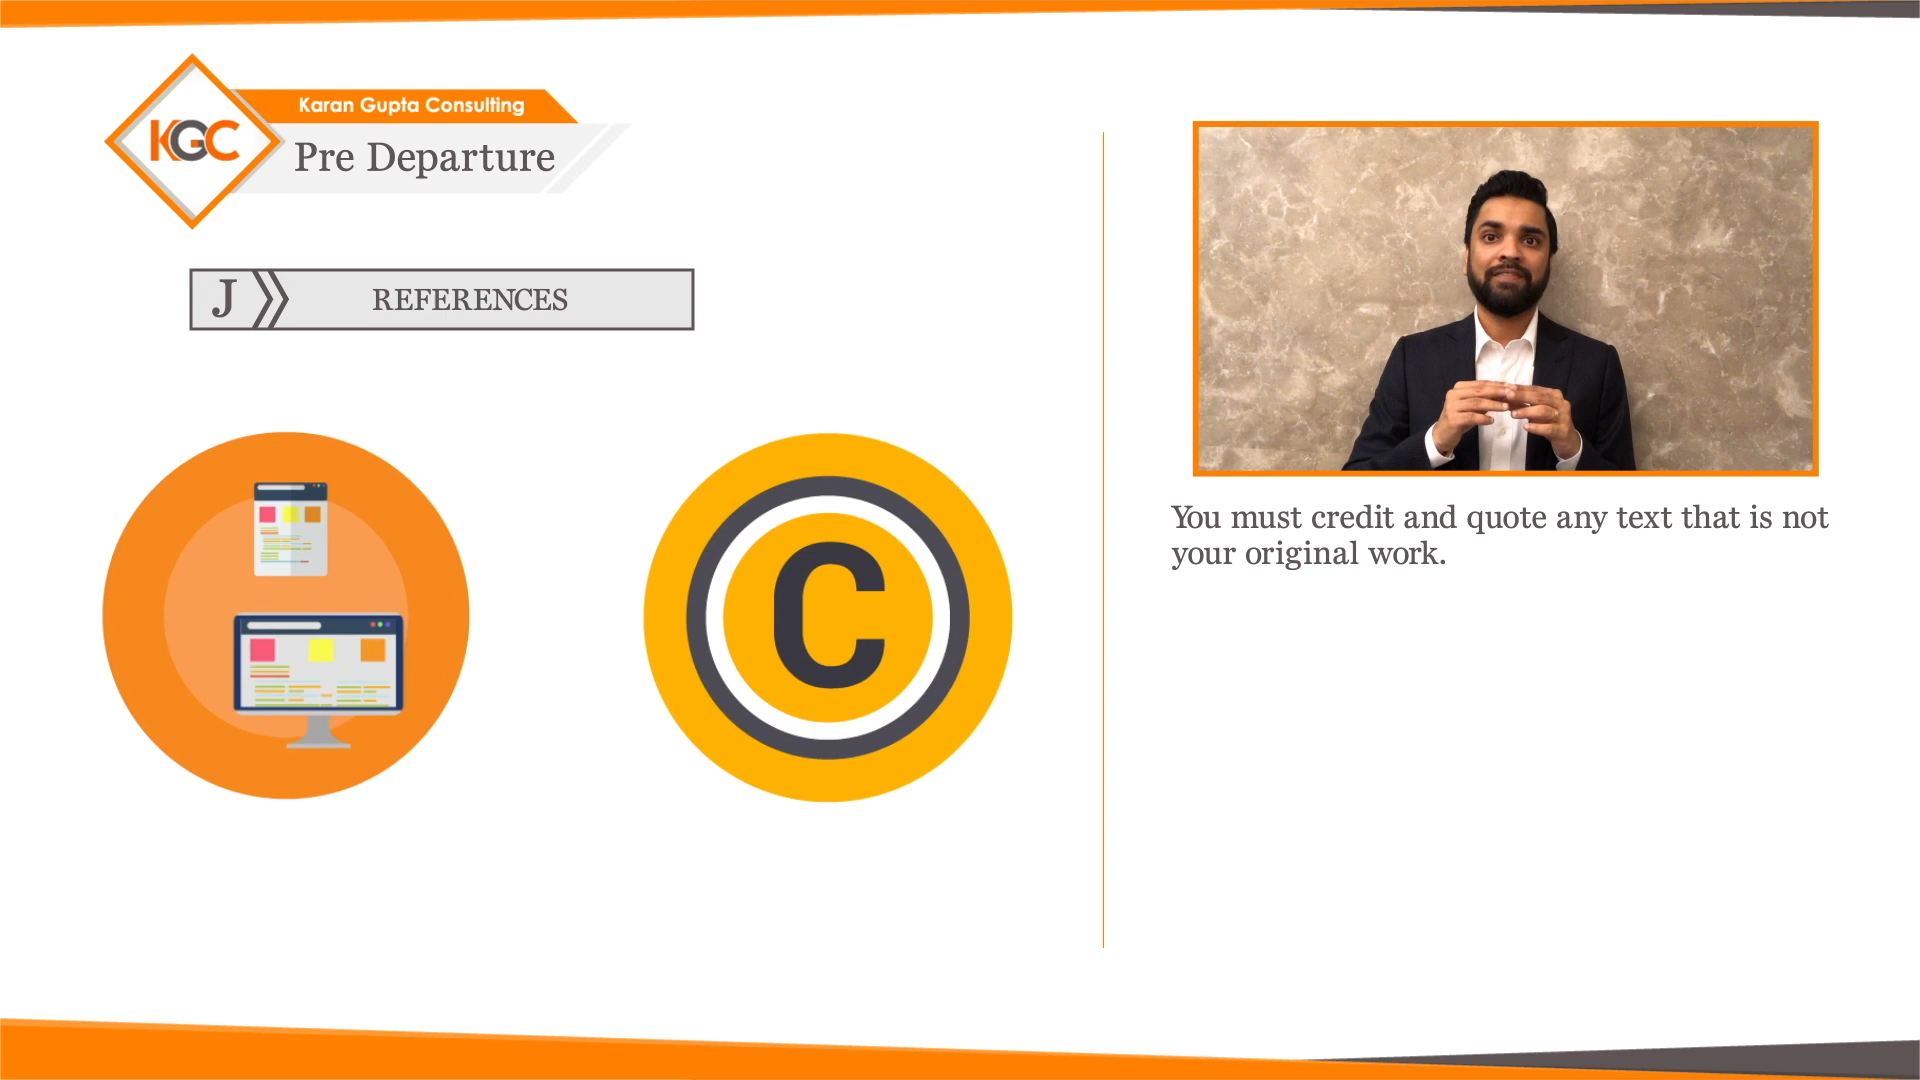 Karan Gupta Consulting
KGC
Pre Departure
J
REFERENCES
C
You must credit and quote any text that is not
your original work.